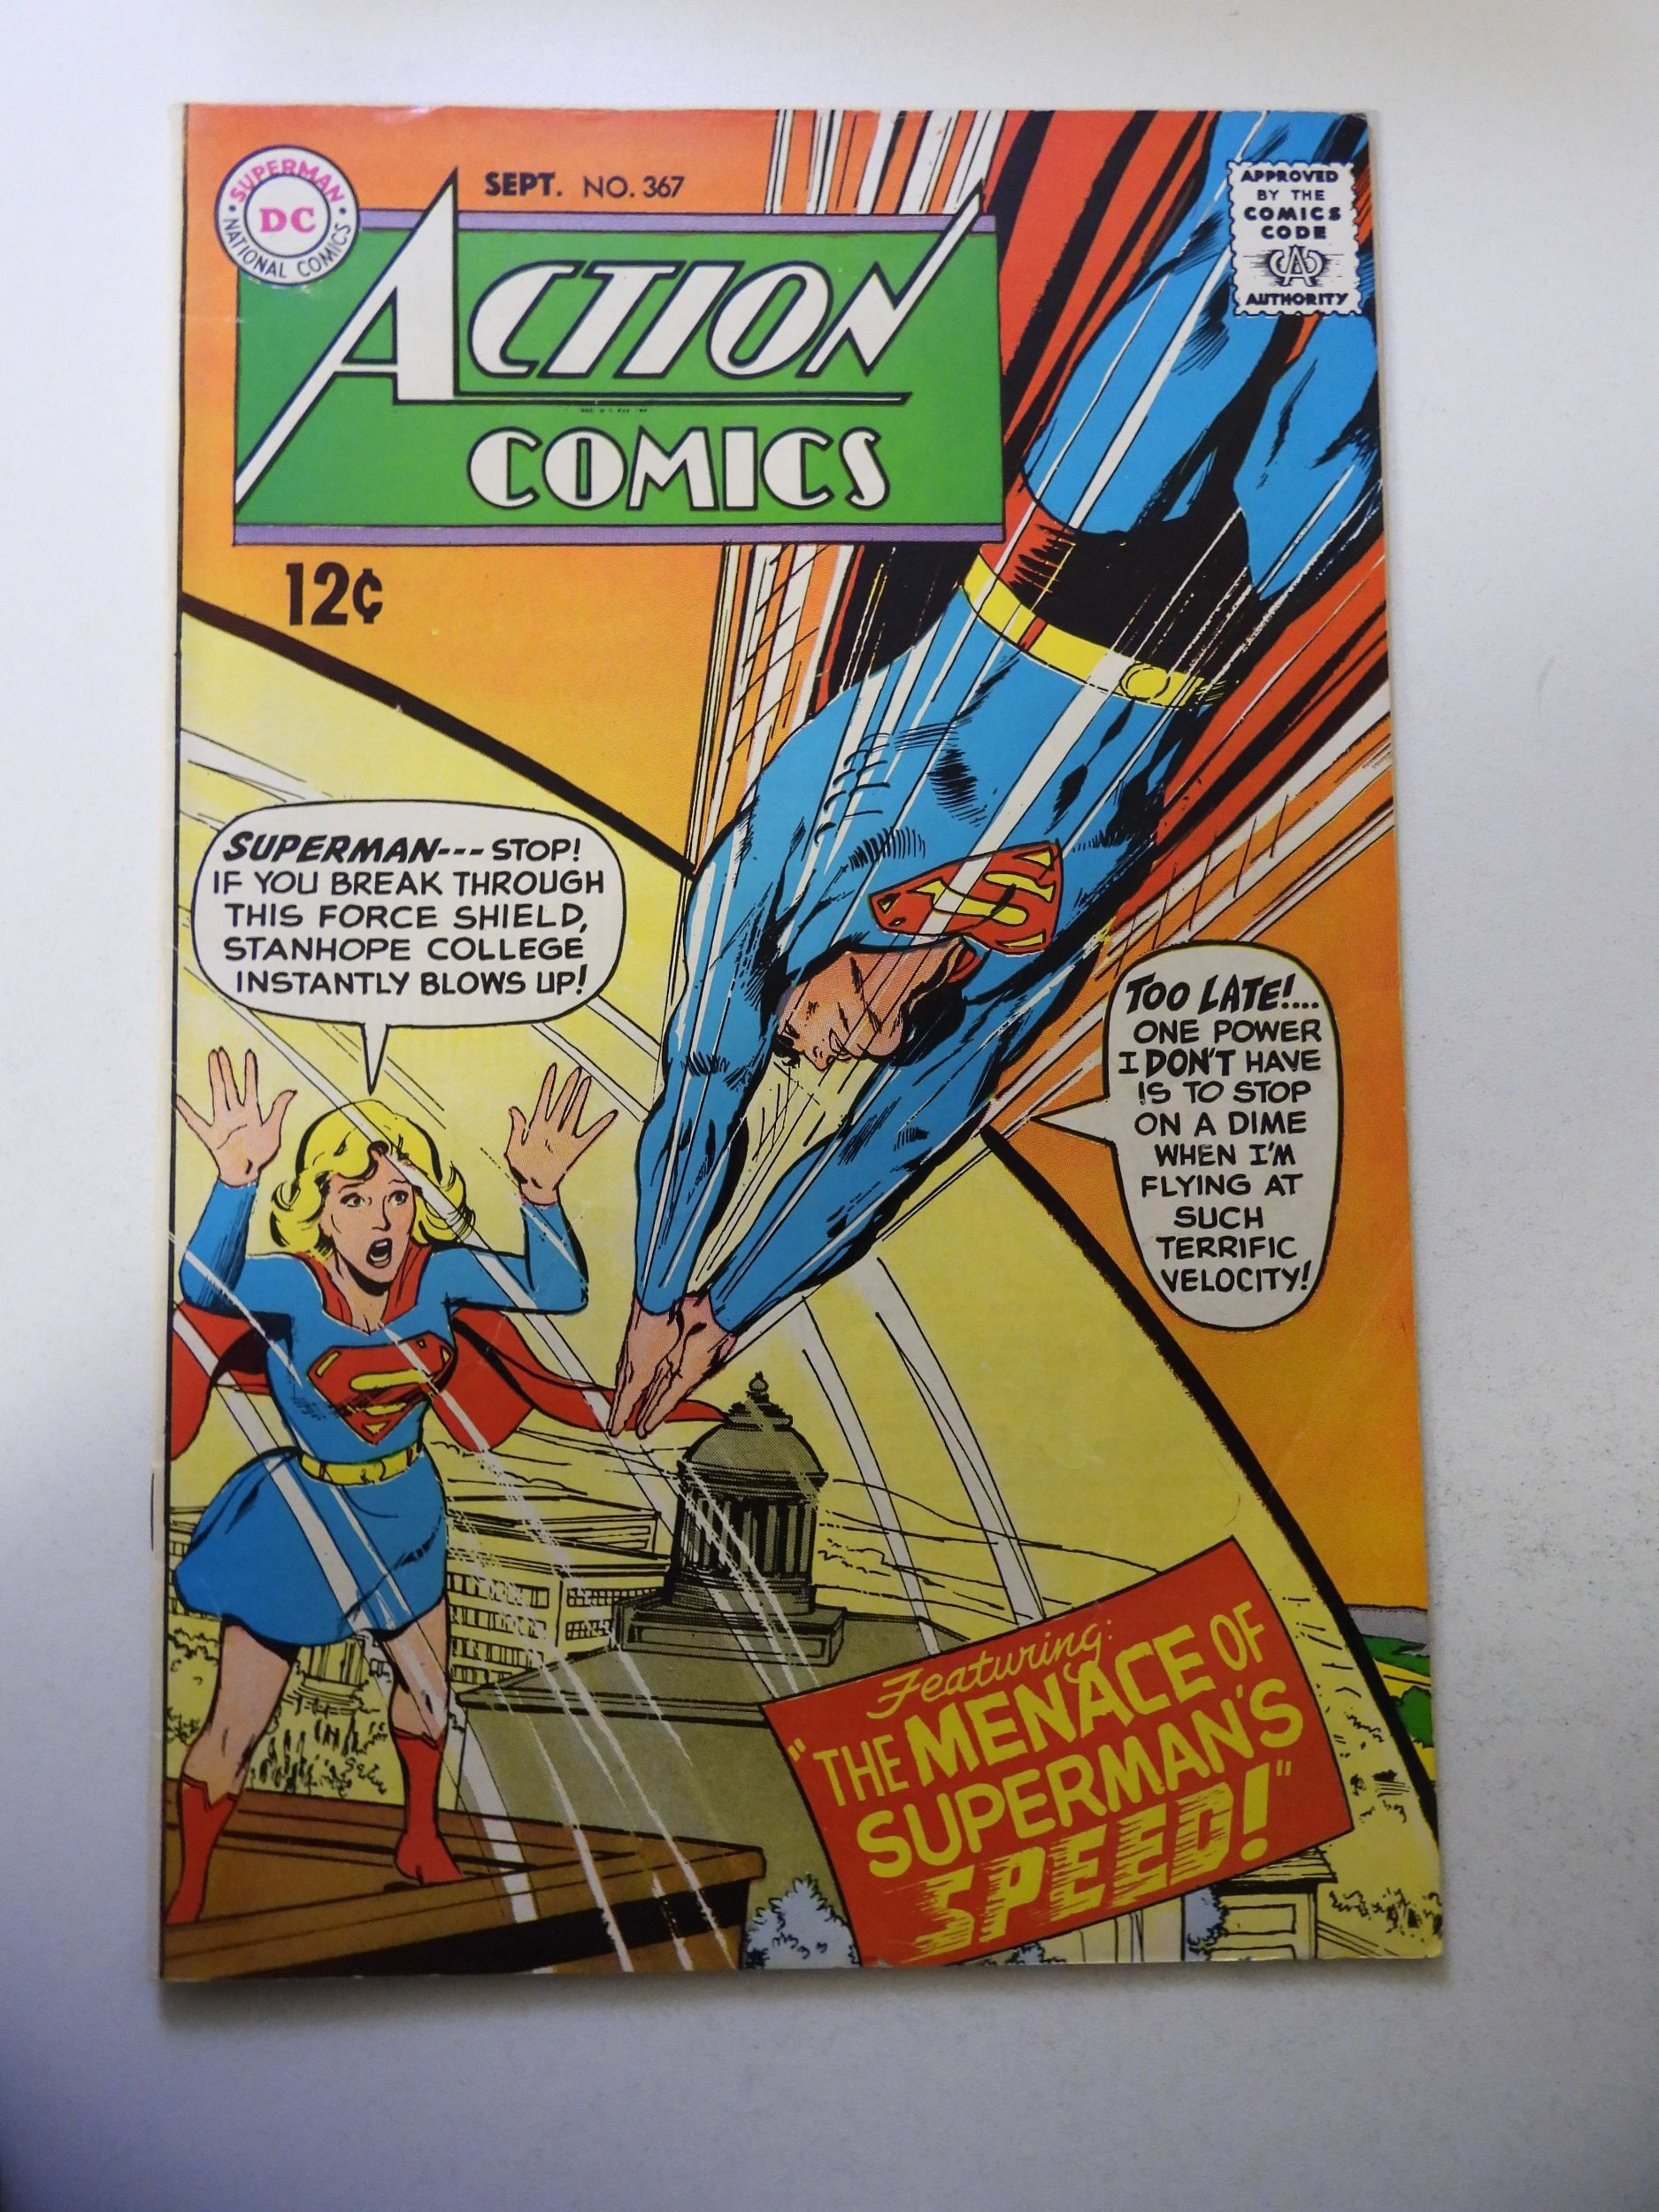 SUPERMAN
DC
NATIONAL COMICS
SEPT. NO. 367
APPROVED
BY THE
COMICS
CODE
CA
AUTHORITY
ACTION
COMICS
12¢
SUPERMAN--- STOP!
IF YOU BREAK THROUGH
THIS FORCE SHIELD,
STANHOPE COLLEGE
INSTANTLY BLOWS UP!
S
TOO LATE!...
ONE POWER
I DON'T HAVE
IS TO STOP
ON A DIME
WHEN I'M
FLYING AT
SUCH
TERRIFIC
VELOCITY!
S
Featuring:
"THE MENACE OF
SUPERMAN'S
SPEED!"